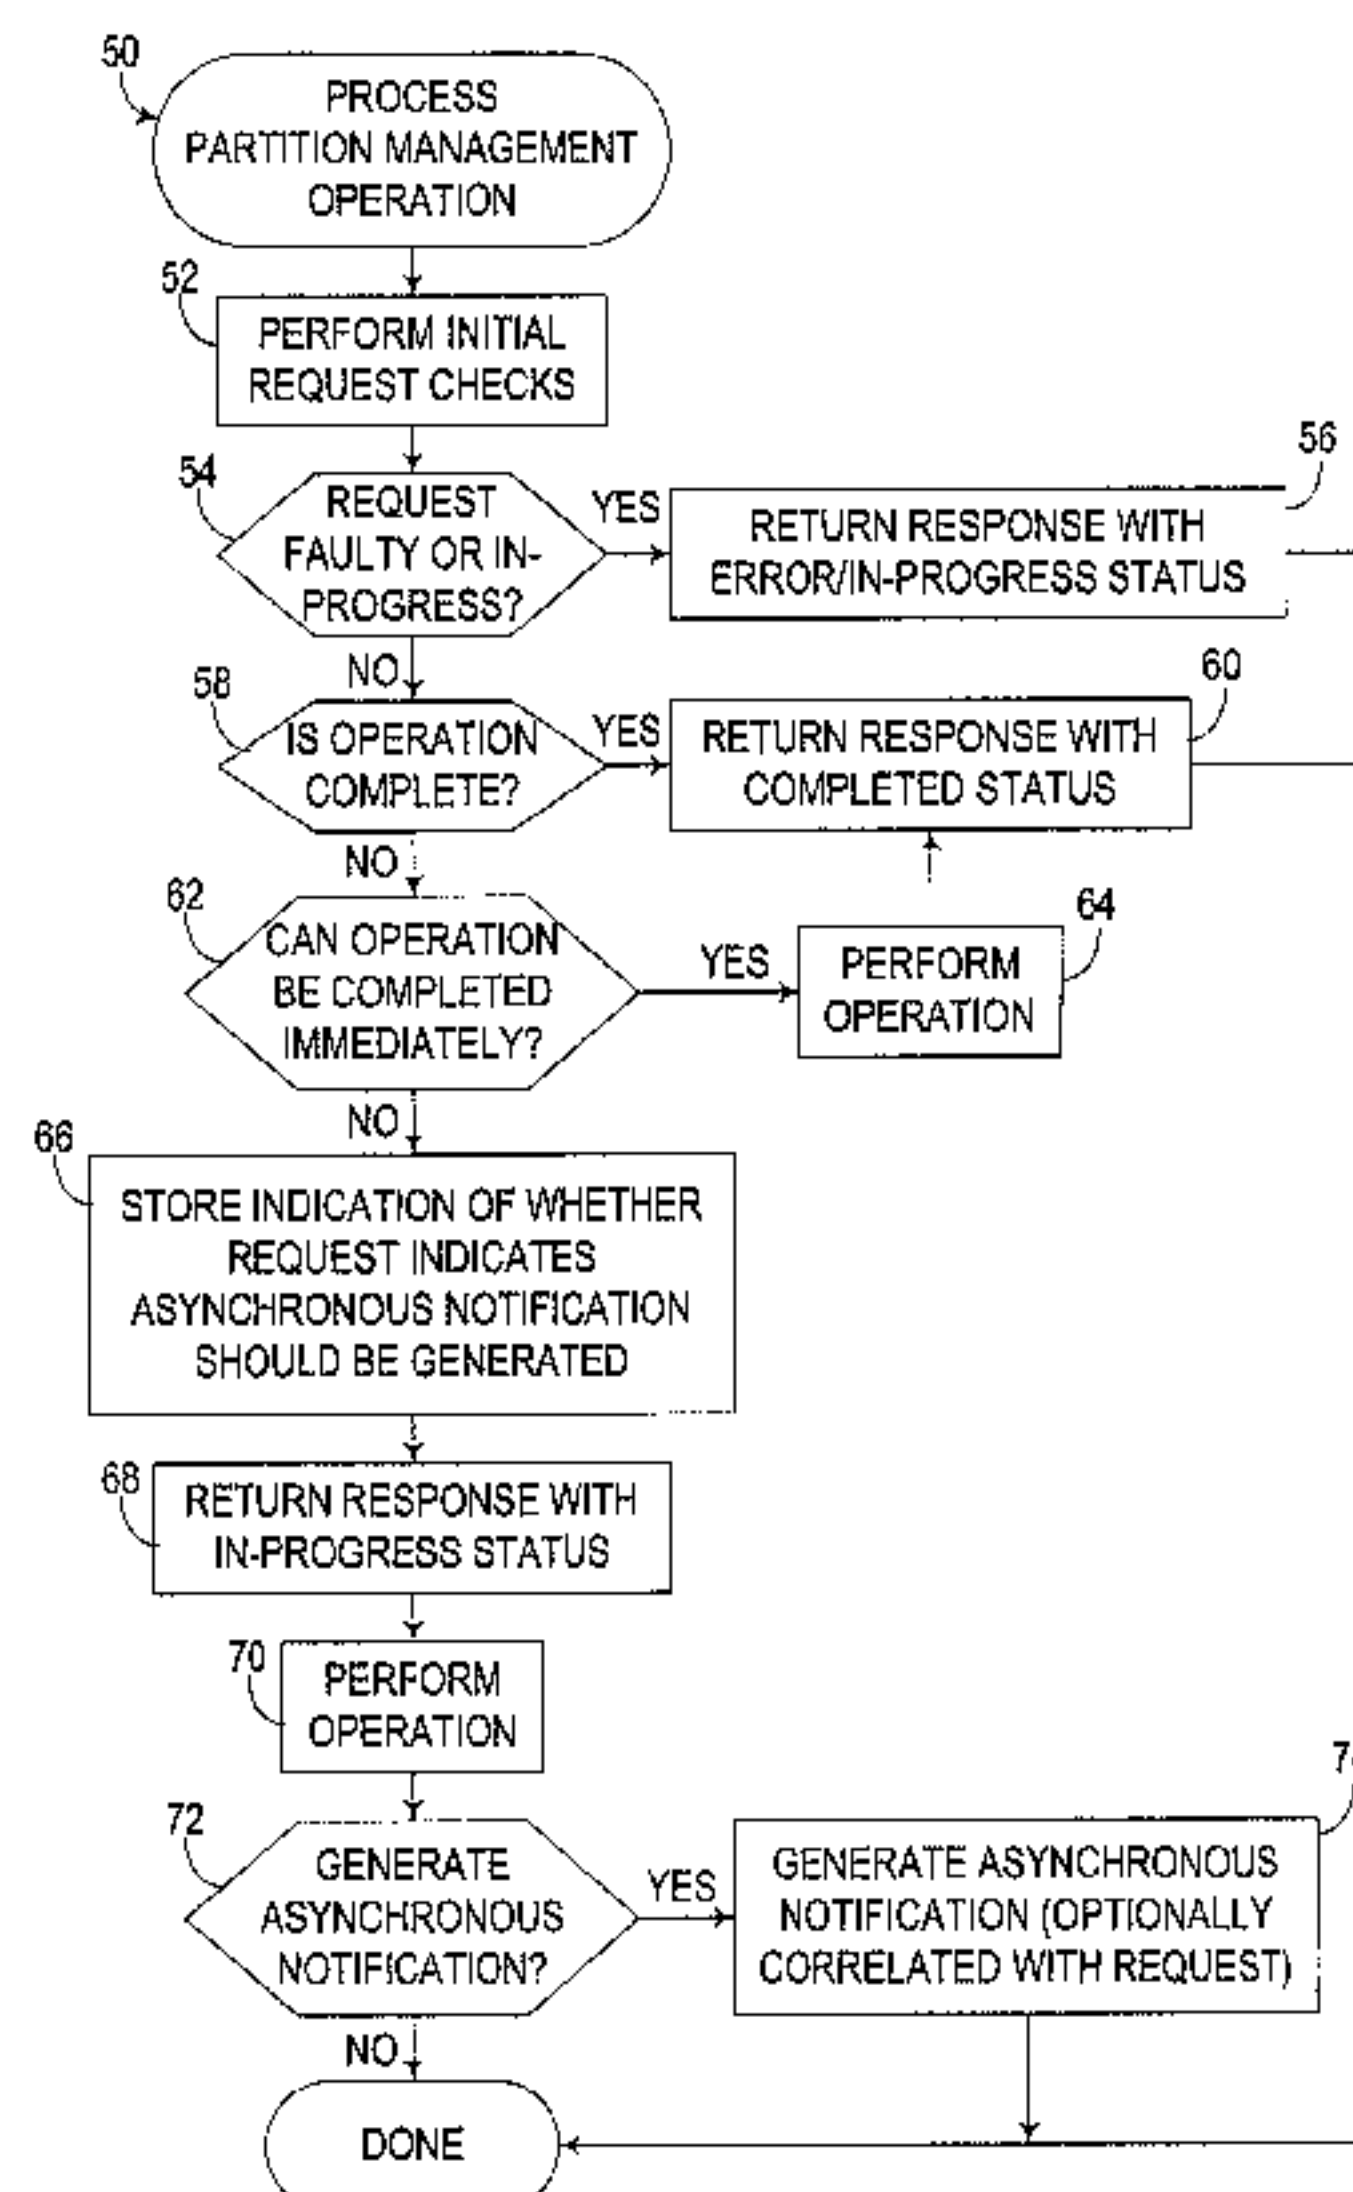 50
PROCESS
PARTITION MANAGEMENT
OPERATION
52
PERFORM INITIAL
REQUEST CHECKS
54
REQUEST
FAULTY OR IN-
PROGRESS?
YES
56
RETURN RESPONSE WITH
ERROR/IN-PROGRESS STATUS
NO
58
IS OPERATION
COMPLETE?
YES
60
RETURN RESPONSE WITH
COMPLETED STATUS
NO
62
CAN OPERATION
BE COMPLETED
IMMEDIATELY?
YES
64
PERFORM
OPERATION
NO
66
STORE INDICATION OF WHETHER
REQUEST INDICATES
ASYNCHRONOUS NOTIFICATION
SHOULD BE GENERATED
68
RETURN RESPONSE WITH
IN-PROGRESS STATUS
70
PERFORM
OPERATION
72
GENERATE
ASYNCHRONOUS
NOTIFICATION?
YES
GENERATE ASYNCHRONOUS
NOTIFICATION (OPTIONALLY
CORRELATED WITH REQUEST)
NO
DONE